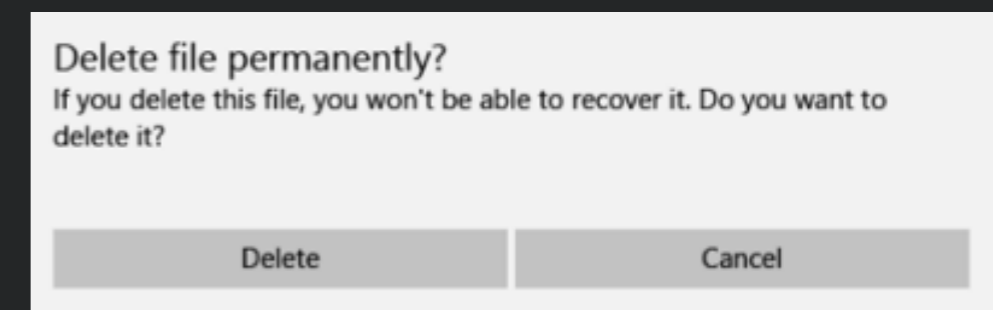 Delete file permanently?
If you delete this file, you won't be able to recover it. Do you want to
delete it?
Delete
Cancel